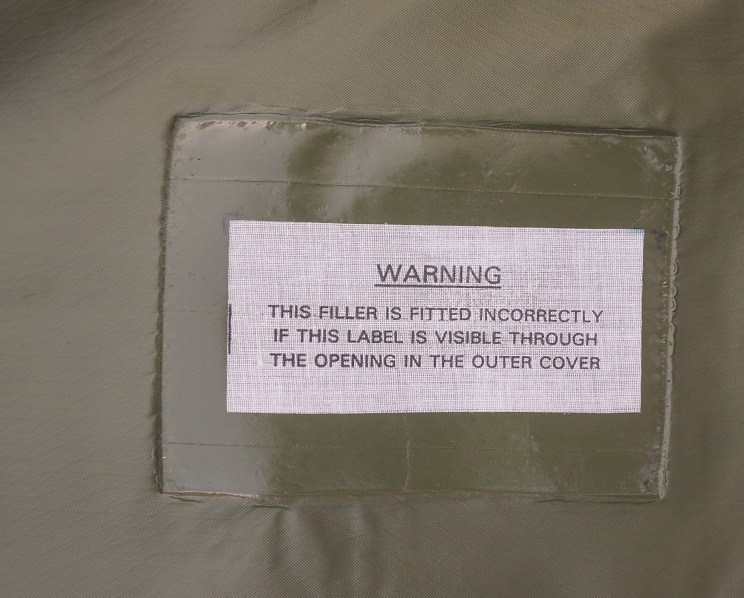 WARNING
THIS FILLER IS FITTED INCORRECTLY
IF THIS LABEL IS VISIBLE THROUGH
THE OPENING IN THE OUTER COVER